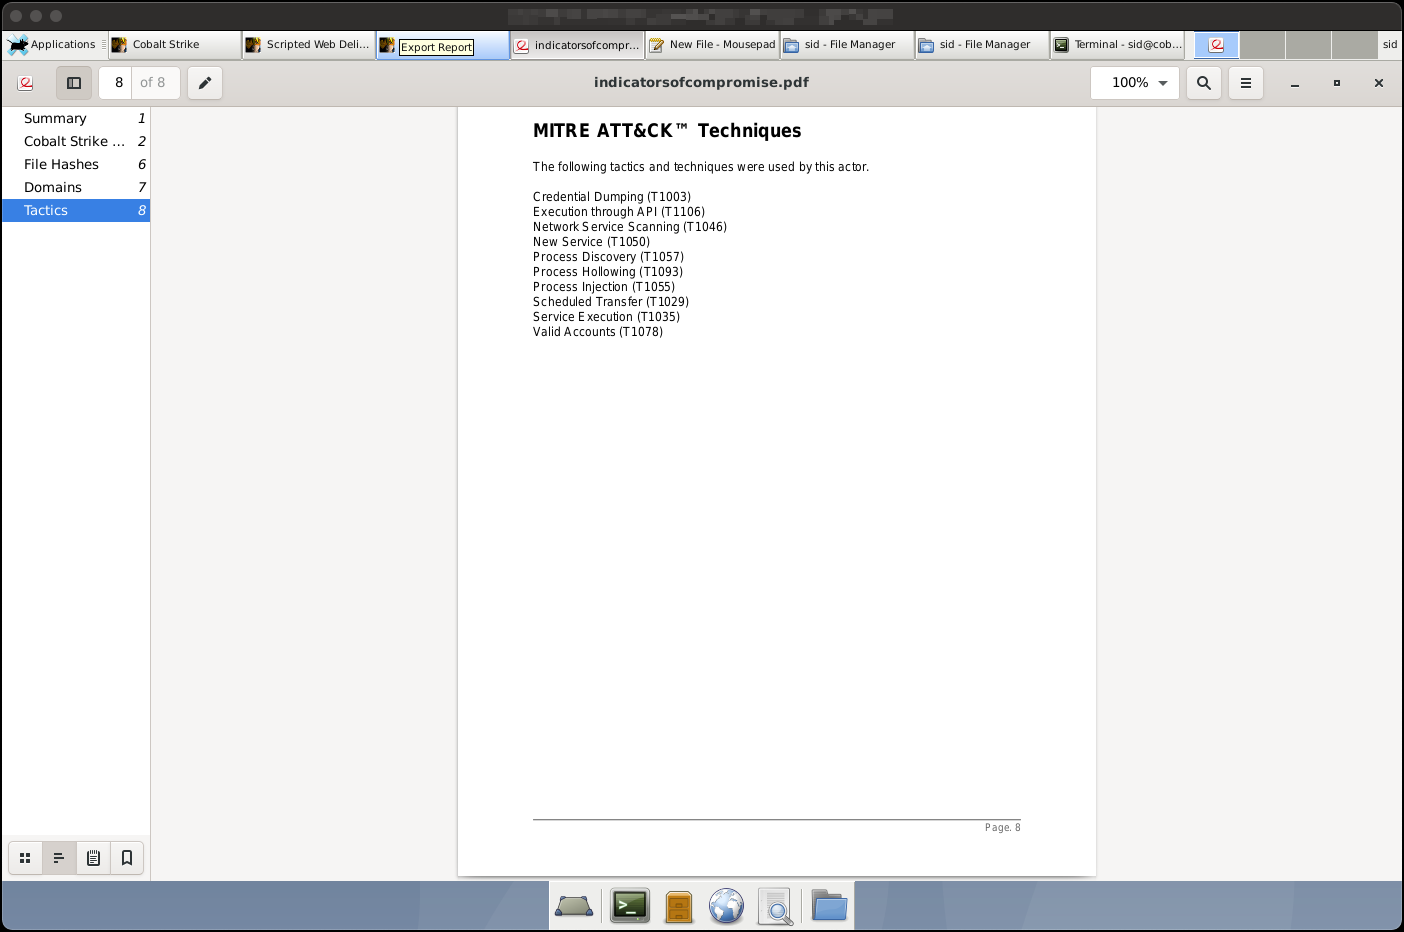 Applications
Cobalt Strike
Scripted Web Deli...
Export Report
indicatorsofcompr...
New File - Mousepad
sid - File Manager
sid - File Manager
Terminal - sid@cob...
sid
8 of 8
indicatorsofcompromise.pdf
100%
Summary 1
Cobalt Strike ... 2
File Hashes 6
Domains 7
Tactics 8
MITRE ATT&CK™ Techniques
The following tactics and techniques were used by this actor.
Credential Dumping (T1003)
Execution through API (T1106)
Network Service Scanning (T1046)
New Service (T1050)
Process Discovery (T1057)
Process Hollowing (T1093)
Process Injection (T1055)
Scheduled Transfer (T1029)
Service Execution (T1035)
Valid Accounts (T1078)
Page. 8